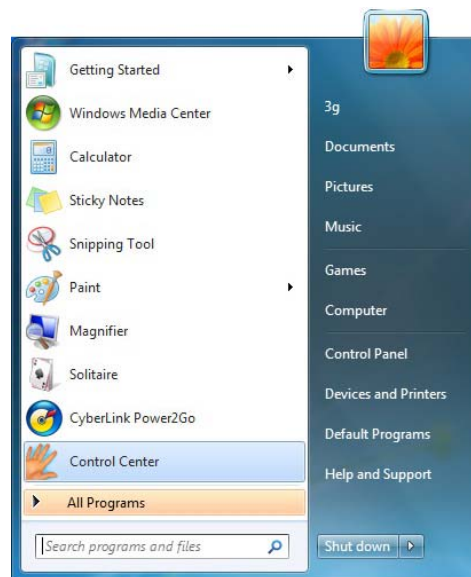 Getting Started
Windows Media Center
Calculator
Sticky Notes
Snipping Tool
Paint
Magnifier
Solitaire
CyberLink Power2Go
Control Center
All Programs
Search programs and files
3g
Documents
Pictures
Music
Games
Computer
Control Panel
Devices and Printers
Default Programs
Help and Support
Shut down